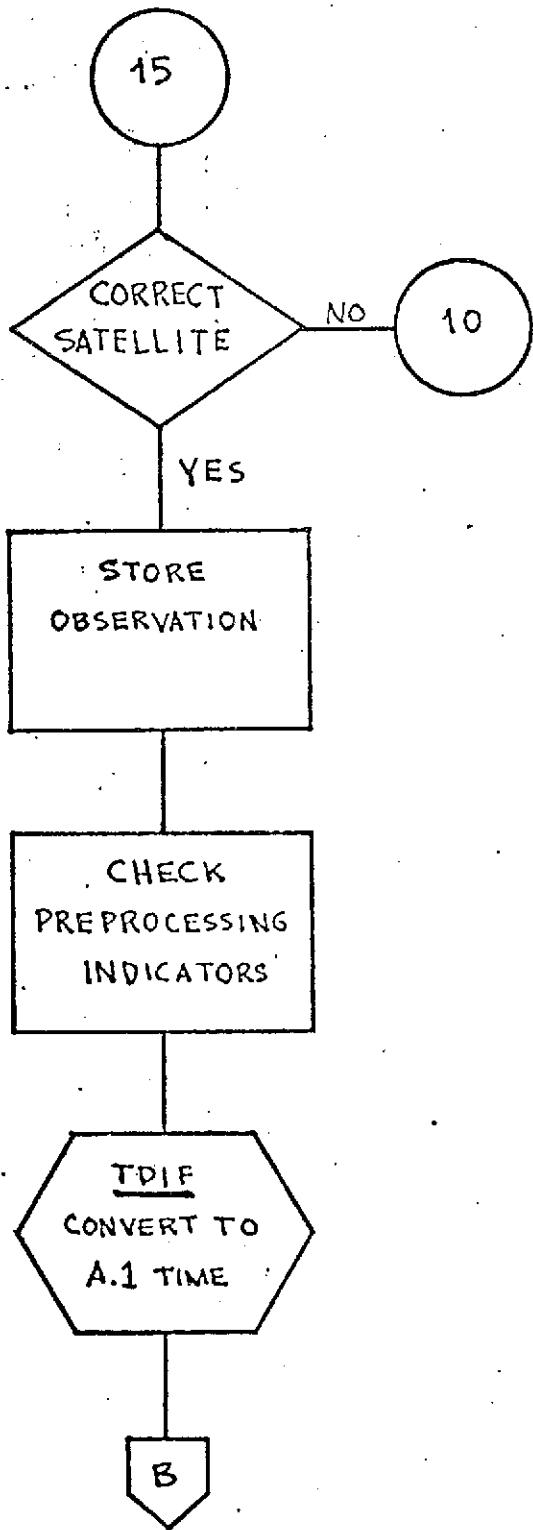 15
CORRECT
SATELLITE
NO
10
YES
STORE
OBSERVATION
CHECK
PREPROCESSING
INDICATORS
TDIF
CONVERT TO
A.1 TIME
B